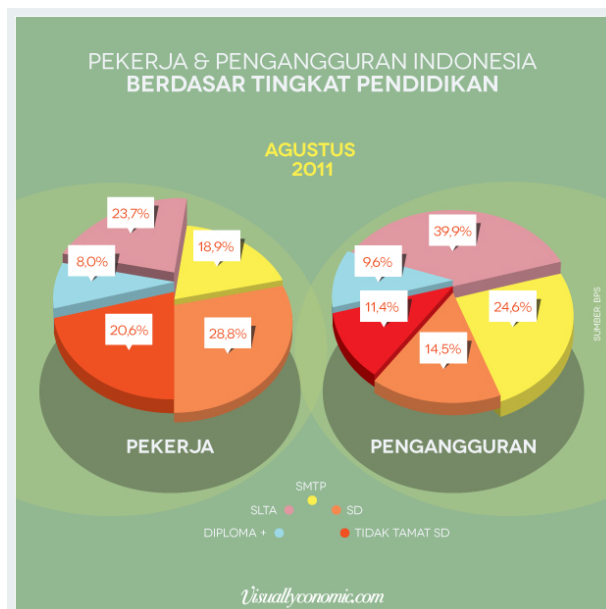 PEKERJA & PENGANGGURAN INDONESIA
BERDASAR TINGKAT PENDIDIKAN
AGUSTUS
2011
23,7%
18,9%
8,0%
20,6%
28,8%
PEKERJA
39,9%
9,6%
11,4%
24,6%
14,5%
PENGANGGURAN
SUMBER: BPS
SMTP
SLTA
SD
DIPLOMA +
TIDAK TAMAT SD
Visuallyconomic.com